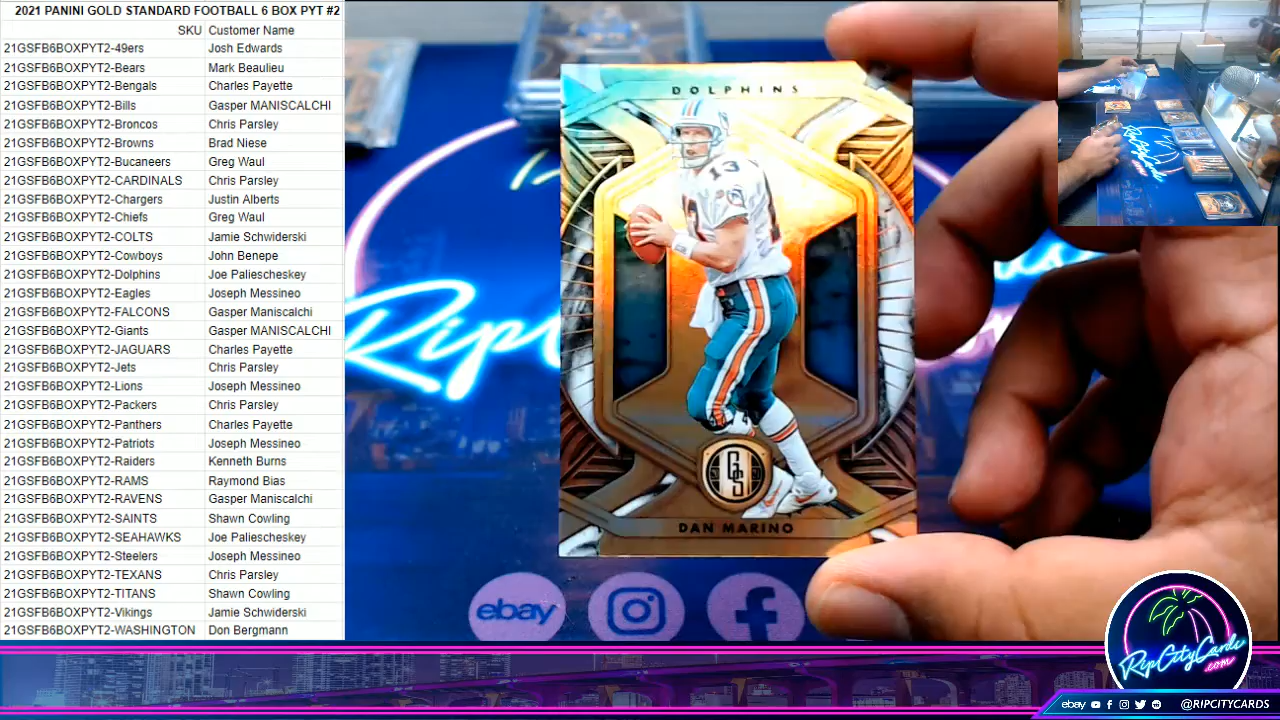 2021 PANINI GOLD STANDARD FOOTBALL 6 BOX PYT #2
SKU Customer Name
21GSFB6BOXPYT2-49ers Josh Edwards
21GSFB6BOXPYT2-Bears Mark Beaulieu
21GSFB6BOXPYT2-Bengals Charles Payette
21GSFB6BOXPYT2-Bills Gasper MANISCALCHI
21GSFB6BOXPYT2-Broncos Chris Parsley
21GSFB6BOXPYT2-Browns Brad Niese
21GSFB6BOXPYT2-Bucaneers Greg Waul
21GSFB6BOXPYT2-CARDINALS Chris Parsley
21GSFB6BOXPYT2-Chargers Justin Alberts
21GSFB6BOXPYT2-Chiefs Greg Waul
21GSFB6BOXPYT2-COLTS Jamie Schwiderski
21GSFB6BOXPYT2-Cowboys John Benepe
21GSFB6BOXPYT2-Dolphins Joe Paliescheskey
21GSFB6BOXPYT2-Eagles Joseph Messineo
21GSFB6BOXPYT2-FALCONS Gasper Maniscalchi
21GSFB6BOXPYT2-Giants Gasper MANISCALCHI
21GSFB6BOXPYT2-JAGUARS Charles Payette
21GSFB6BOXPYT2-Jets Chris Parsley
21GSFB6BOXPYT2-Lions Joseph Messineo
21GSFB6BOXPYT2-Packers Chris Parsley
21GSFB6BOXPYT2-Panthers Charles Payette
21GSFB6BOXPYT2-Patriots Joseph Messineo
21GSFB6BOXPYT2-Raiders Kenneth Burns
21GSFB6BOXPYT2-RAMS Raymond Bias
21GSFB6BOXPYT2-RAVENS Gasper Maniscalchi
21GSFB6BOXPYT2-SAINTS Shawn Cowling
21GSFB6BOXPYT2-SEAHAWKS Joe Paliescheskey
21GSFB6BOXPYT2-Steelers Joseph Messineo
21GSFB6BOXPYT2-TEXANS Chris Parsley
21GSFB6BOXPYT2-TITANS Shawn Cowling
21GSFB6BOXPYT2-Vikings Jamie Schwiderski
21GSFB6BOXPYT2-WASHINGTON Don Bergmann
DOLPHINS
13
GS
DAN MARINO
Rip
ebay
RipCityCards
.com
ebay @RIPCITYCARDS